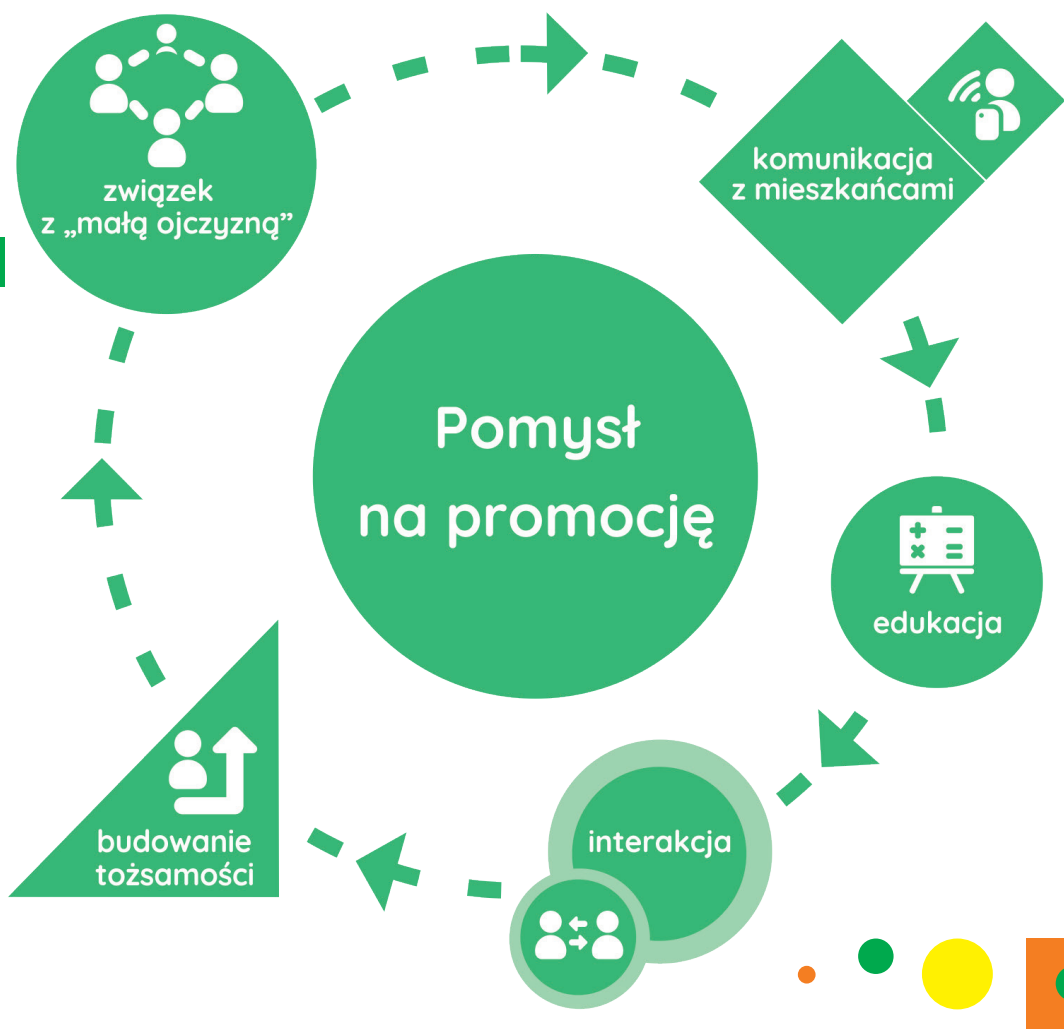 związek
z „małą ojczyzną”
komunikacja
z mieszkańcami
Pomysł
na promocję
edukacja
interakcja
budowanie
tożsamości